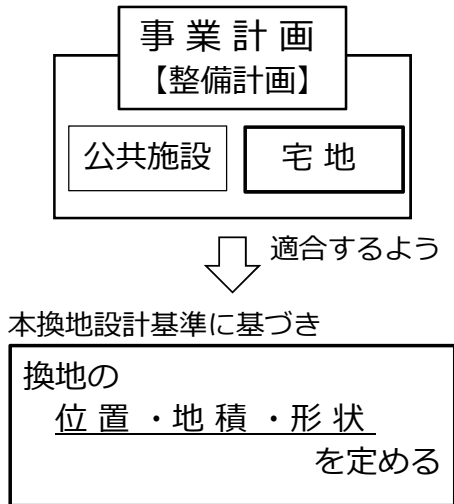 事業計画
【整備計画】
公共施設
宅地
適合するよう
本換地設計基準に基づき
換地の
位置・地積・形状
を定める